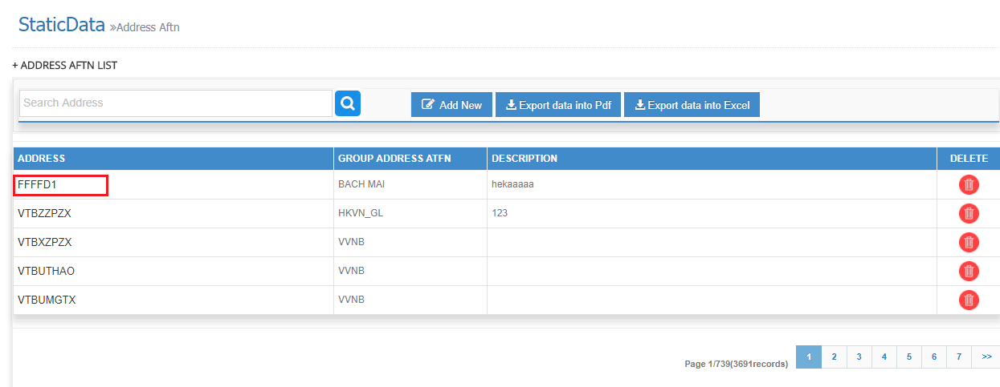 StaticData »Address Aftn
+ ADDRESS AFTN LIST
Search Address
Add New
Export data into Pdf
Export data into Excel
ADDRESS GROUP ADDRESS ATFN DESCRIPTION DELETE
FFFFD1 BACH MAI hekaaaaa
VTBZZPZX HKVN_GL 123
VTBXZPZX VVNB
VTBUTHAO VVNB
VTBUMGTX VVNB
Page 1/739(3691records) 1 2 3 4 5 6 7 >>